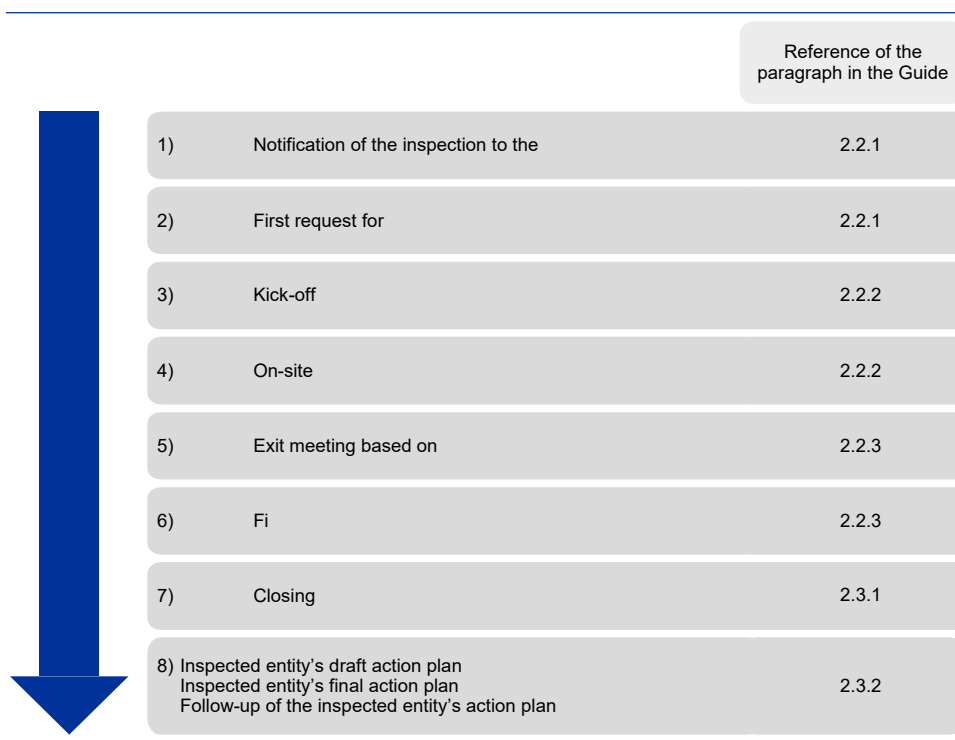 Reference of the
paragraph in the Guide
1) Notification of the inspection to the 2.2.1
2) First request for 2.2.1
3) Kick-off 2.2.2
4) On-site 2.2.2
5) Exit meeting based on 2.2.3
6) Fi 2.2.3
7) Closing 2.3.1
8) Inspected entity's draft action plan
Inspected entity's final action plan 2.3.2
Follow-up of the inspected entity's action plan